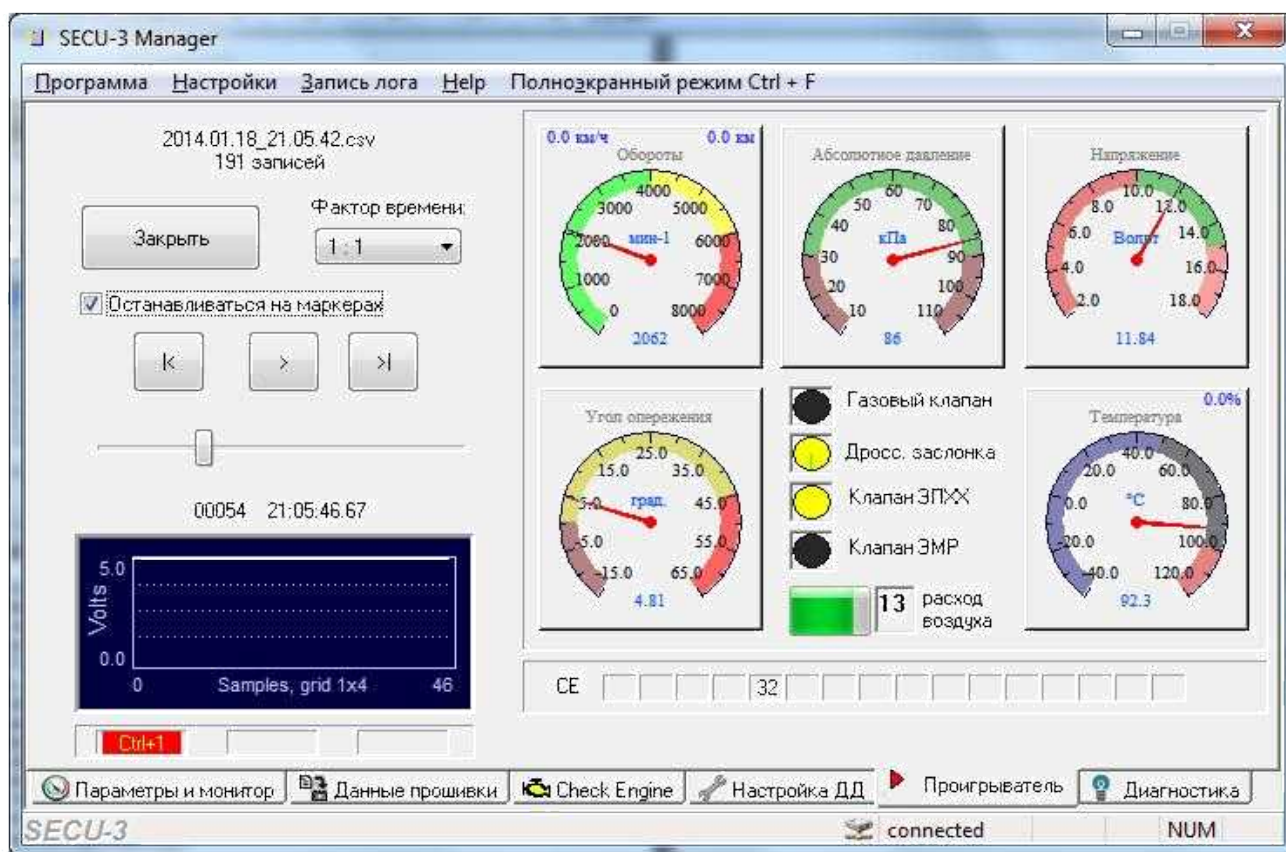 SECU-3 Manager
Программа Настройки Запись лога Help Полноэкранный режим Ctrl + F
2014.01.18_21.05.42.csv
191 записей
Закрыть
Фактор времени:
1 : 1
Останавливаться на маркерах
|< > >|
00054 21:05:46.67
5.0
Volts
0.0
0 Samples, grid 1x4 46
Ctrl+1
0.0 км/ч 0.0 км
Обороты
4000
3000 5000
2000 мин-1 6000
1000 7000
0 8000
2062
Абсолютное давление
60
50 70
40 80
кПа
30 90
20 100
10 110
86
Напряжение
10.0
8.0 12.0
6.0 Вольт 14.0
4.0 16.0
2.0 18.0
11.84
Угол опережения
25.0
15.0 35.0
5.0 град. 45.0
-5.0 55.0
-15.0 65.0
4.81
Газовый клапан
Дросс. заслонка
Клапан ЭПХХ
Клапан ЭМР
13 расход
воздуха
0.0%
Температура
40.0
20.0 60.0
0.0 °C 80.0
-20.0 100.0
-40.0 120.0
92.3
CE 32
Параметры и монитор Данные прошивки Check Engine Настройка ДД Проигрыватель Диагностика
SECU-3 connected NUM